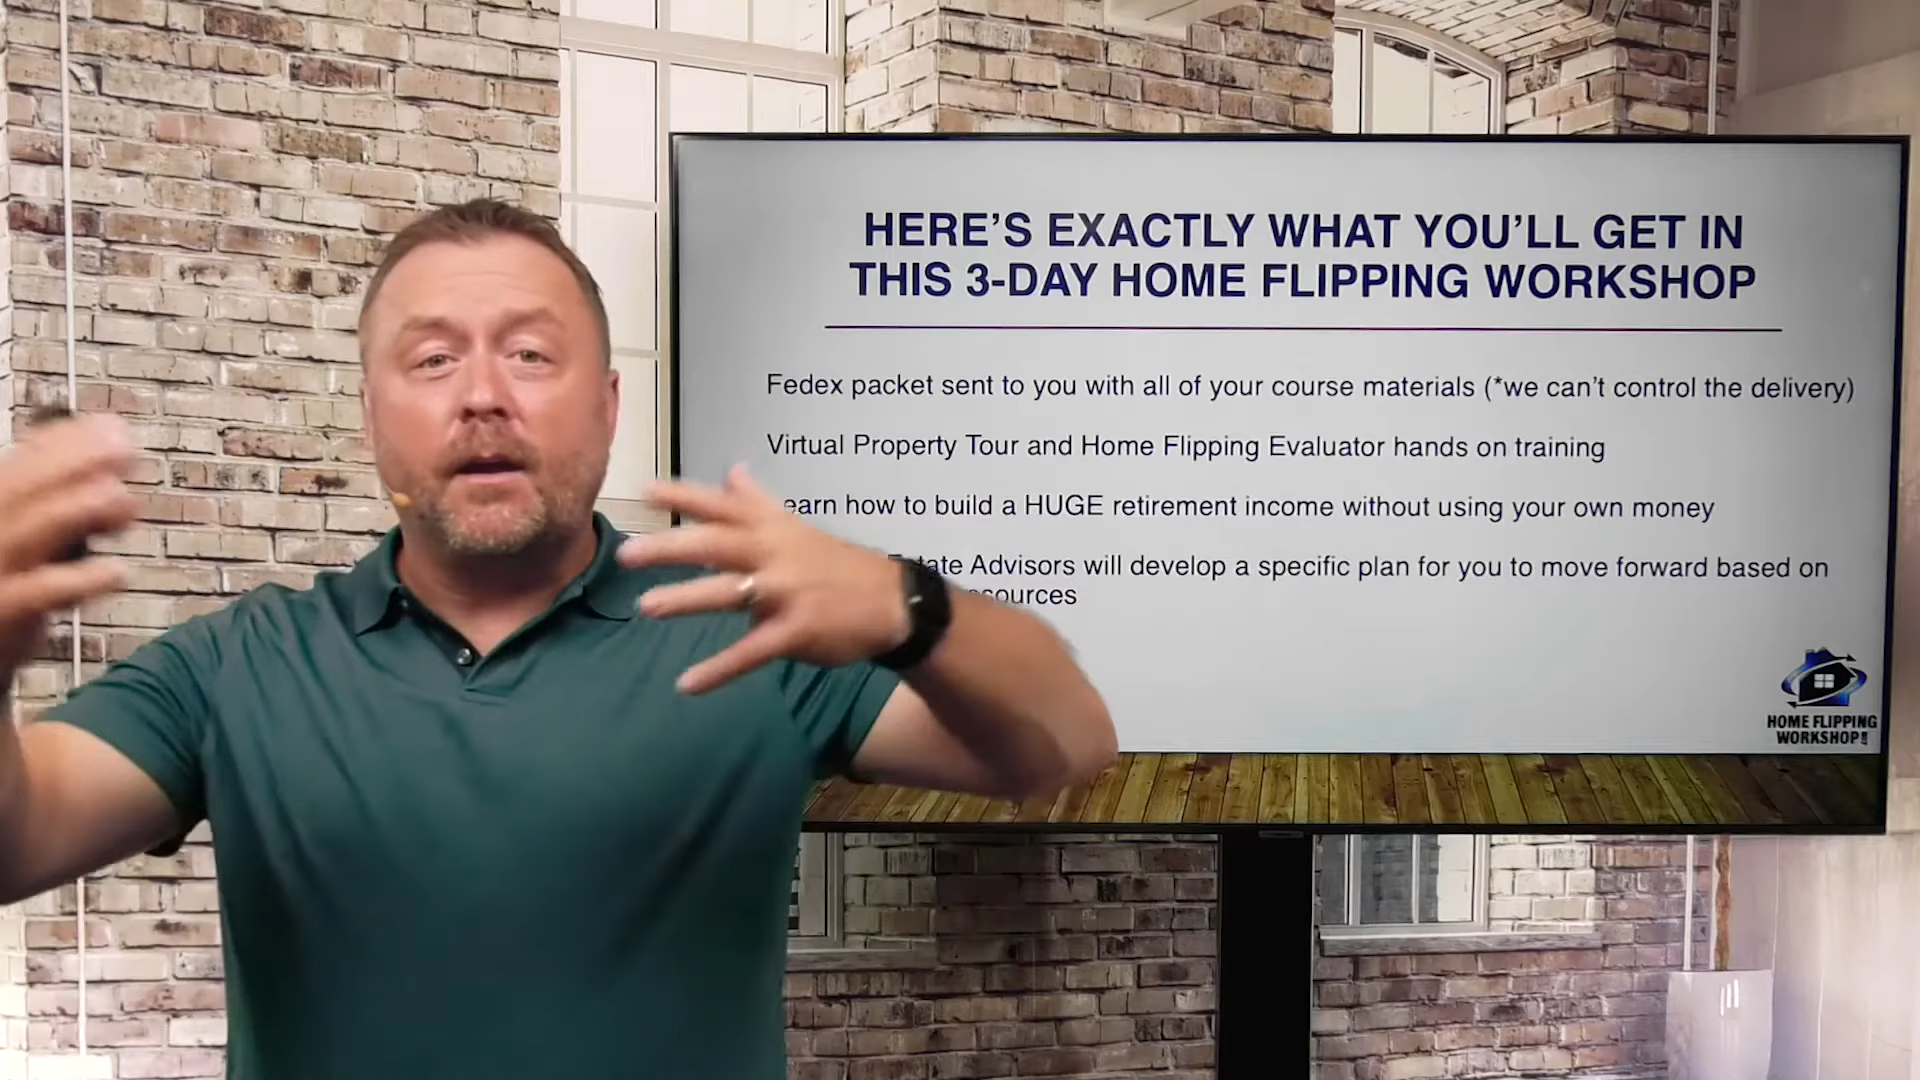 HERE'S EXACTLY WHAT YOU'LL GET IN
THIS 3-DAY HOME FLIPPING WORKSHOP
Fedex packet sent to you with all of your course materials (*we can't control the delivery)
Virtual Property Tour and Home Flipping Evaluator hands on training
earn how to build a HUGE retirement income without using your own money
Estate Advisors will develop a specific plan for you to move forward based on
sources
HOME FLIPPING
WORKSHOP